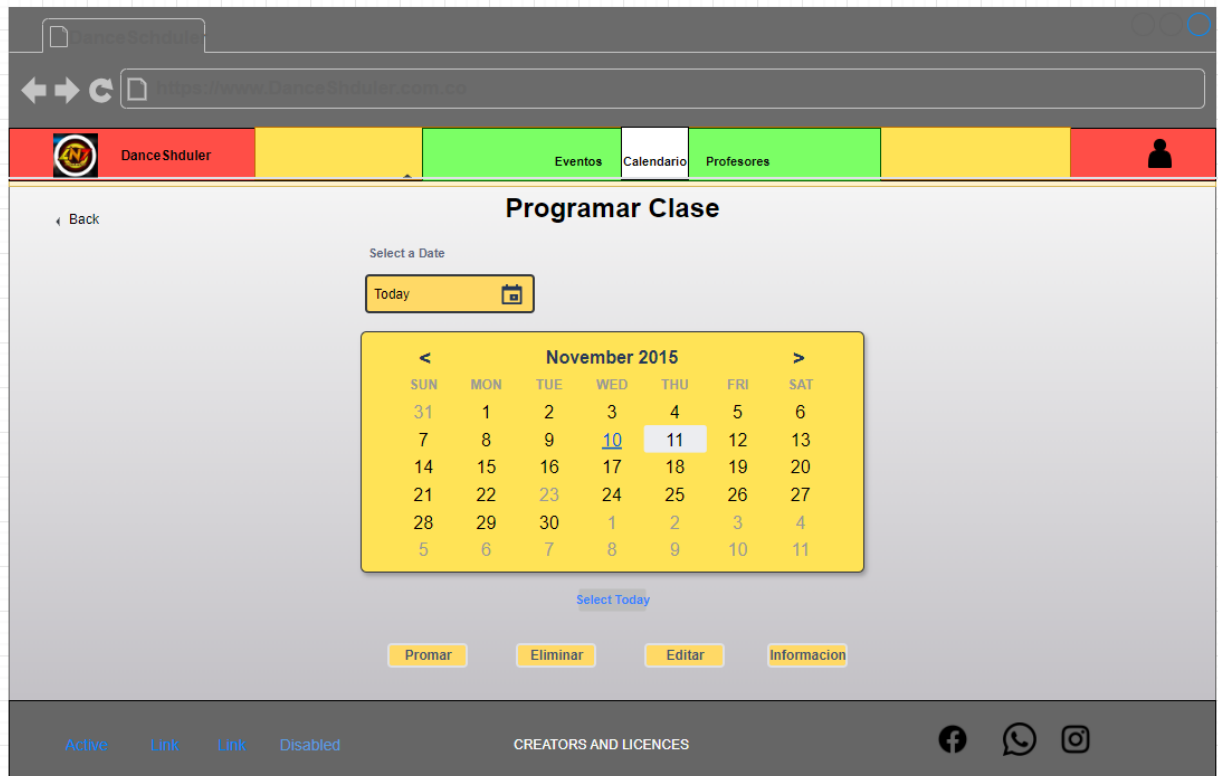 DanceSchduler
https://www.DanceShduler.com.co
DanceShduler
Eventos Calendario Profesores
Back
Programar Clase
Select a Date
Today
< November 2015 >
SUN MON TUE WED THU FRI SAT
31 1 2 3 4 5 6
7 8 9 10 11 12 13
14 15 16 17 18 19 20
21 22 23 24 25 26 27
28 29 30 1 2 3 4
5 6 7 8 9 10 11
Select Today
Promar Eliminar Editar Informacion
Active Link Link Disabled CREATORS AND LICENCES